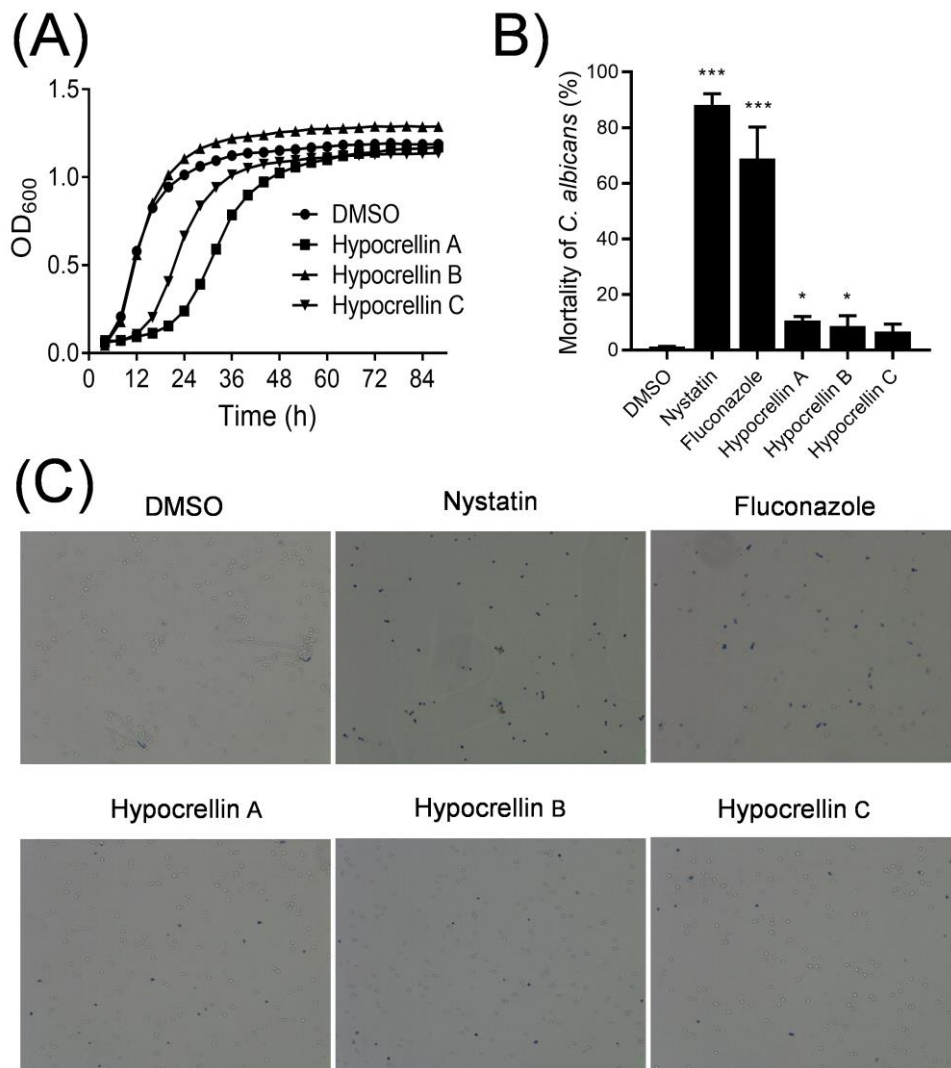 (A)
1.5
1.0
0.5
0.0
OD600
0 12 24 36 48 60 72 84
Time (h)
DMSO
Hypocrellin A
Hypocrellin B
Hypocrellin C
B)
100
80
60
40
20
0
Mortality of C. albicans (%)
***
***
*
*
DMSO
Nystatin
Fluconazole
Hypocrellin A
Hypocrellin B
Hypocrellin C
(C)
DMSO
Nystatin
Fluconazole
Hypocrellin A
Hypocrellin B
Hypocrellin C